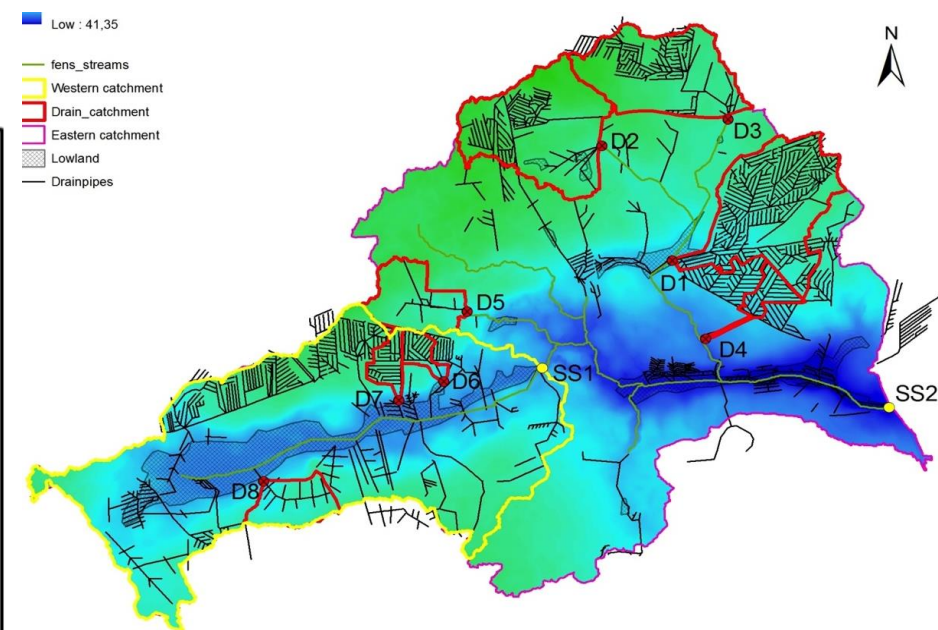 Low : 41,35
fens_streams
Western catchment
Drain_catchment
Eastern catchment
Lowland
Drainpipes
N
D3
D2
D1
D5
D4
SS1
D6
SS2
D7
D8